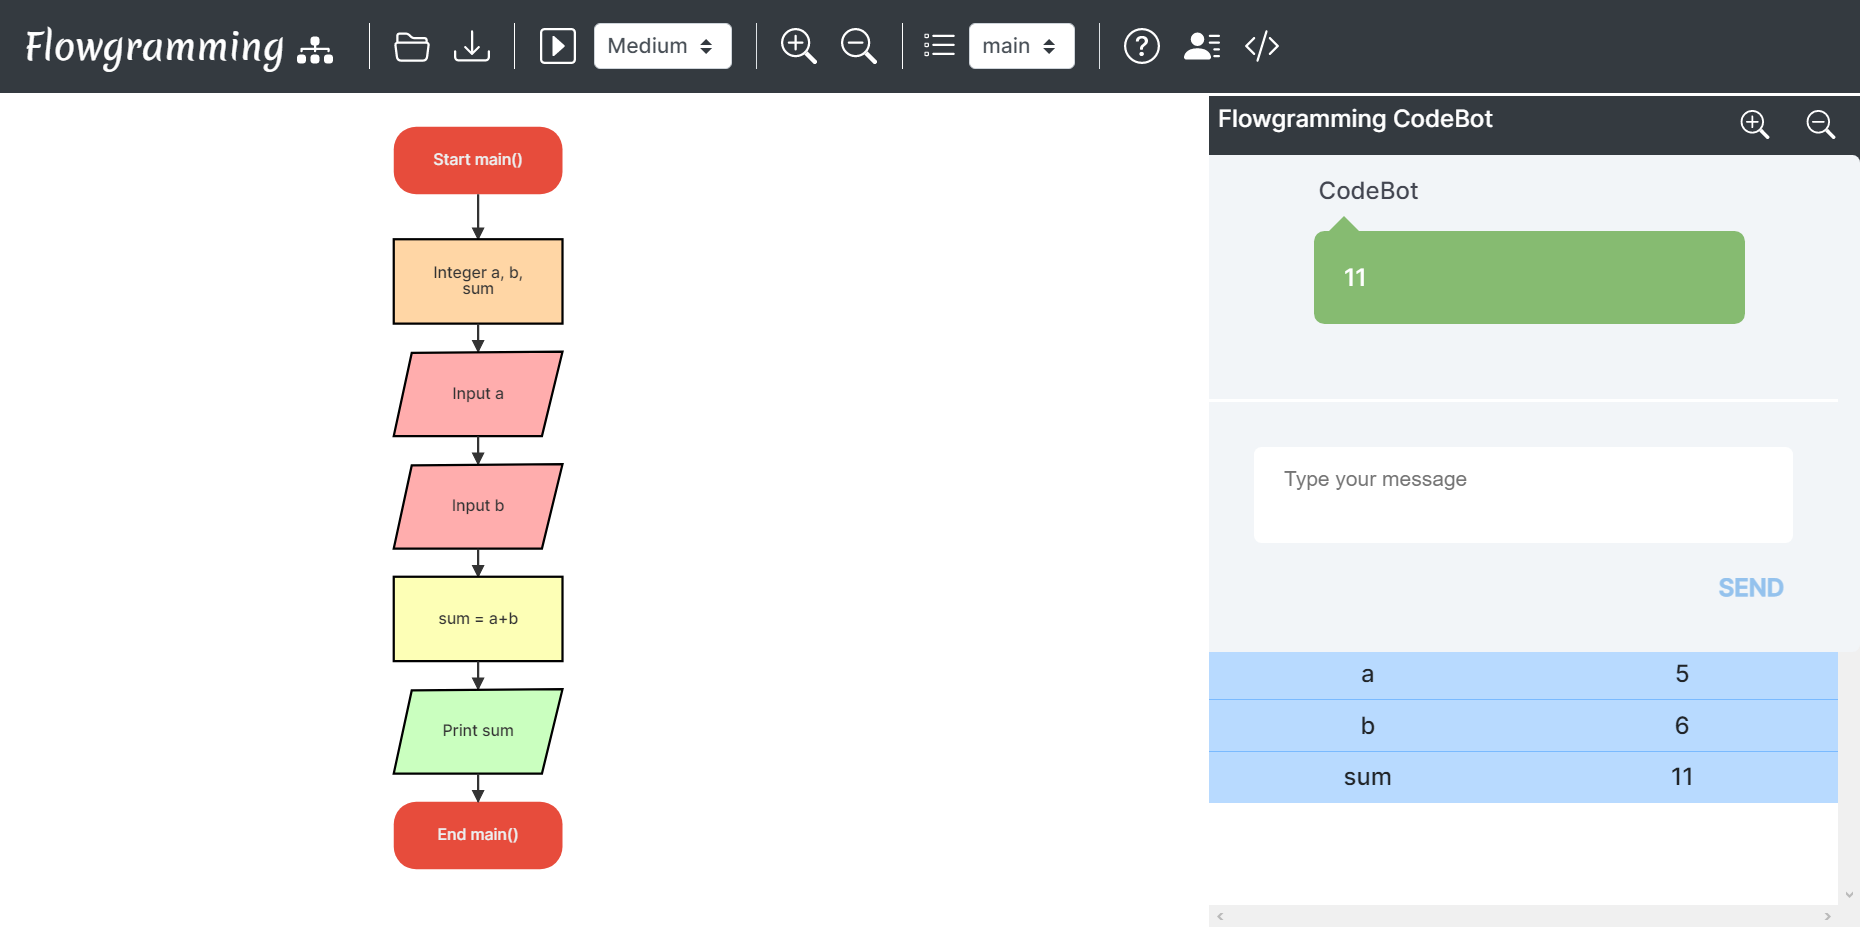 Flowgramming
Medium
main
Start main()
Integer a, b,
sum
Input a
Input b
sum = a+b
Print sum
End main()
Flowgramming CodeBot
CodeBot
11
Type your message
SEND
a 5
b 6
sum 11